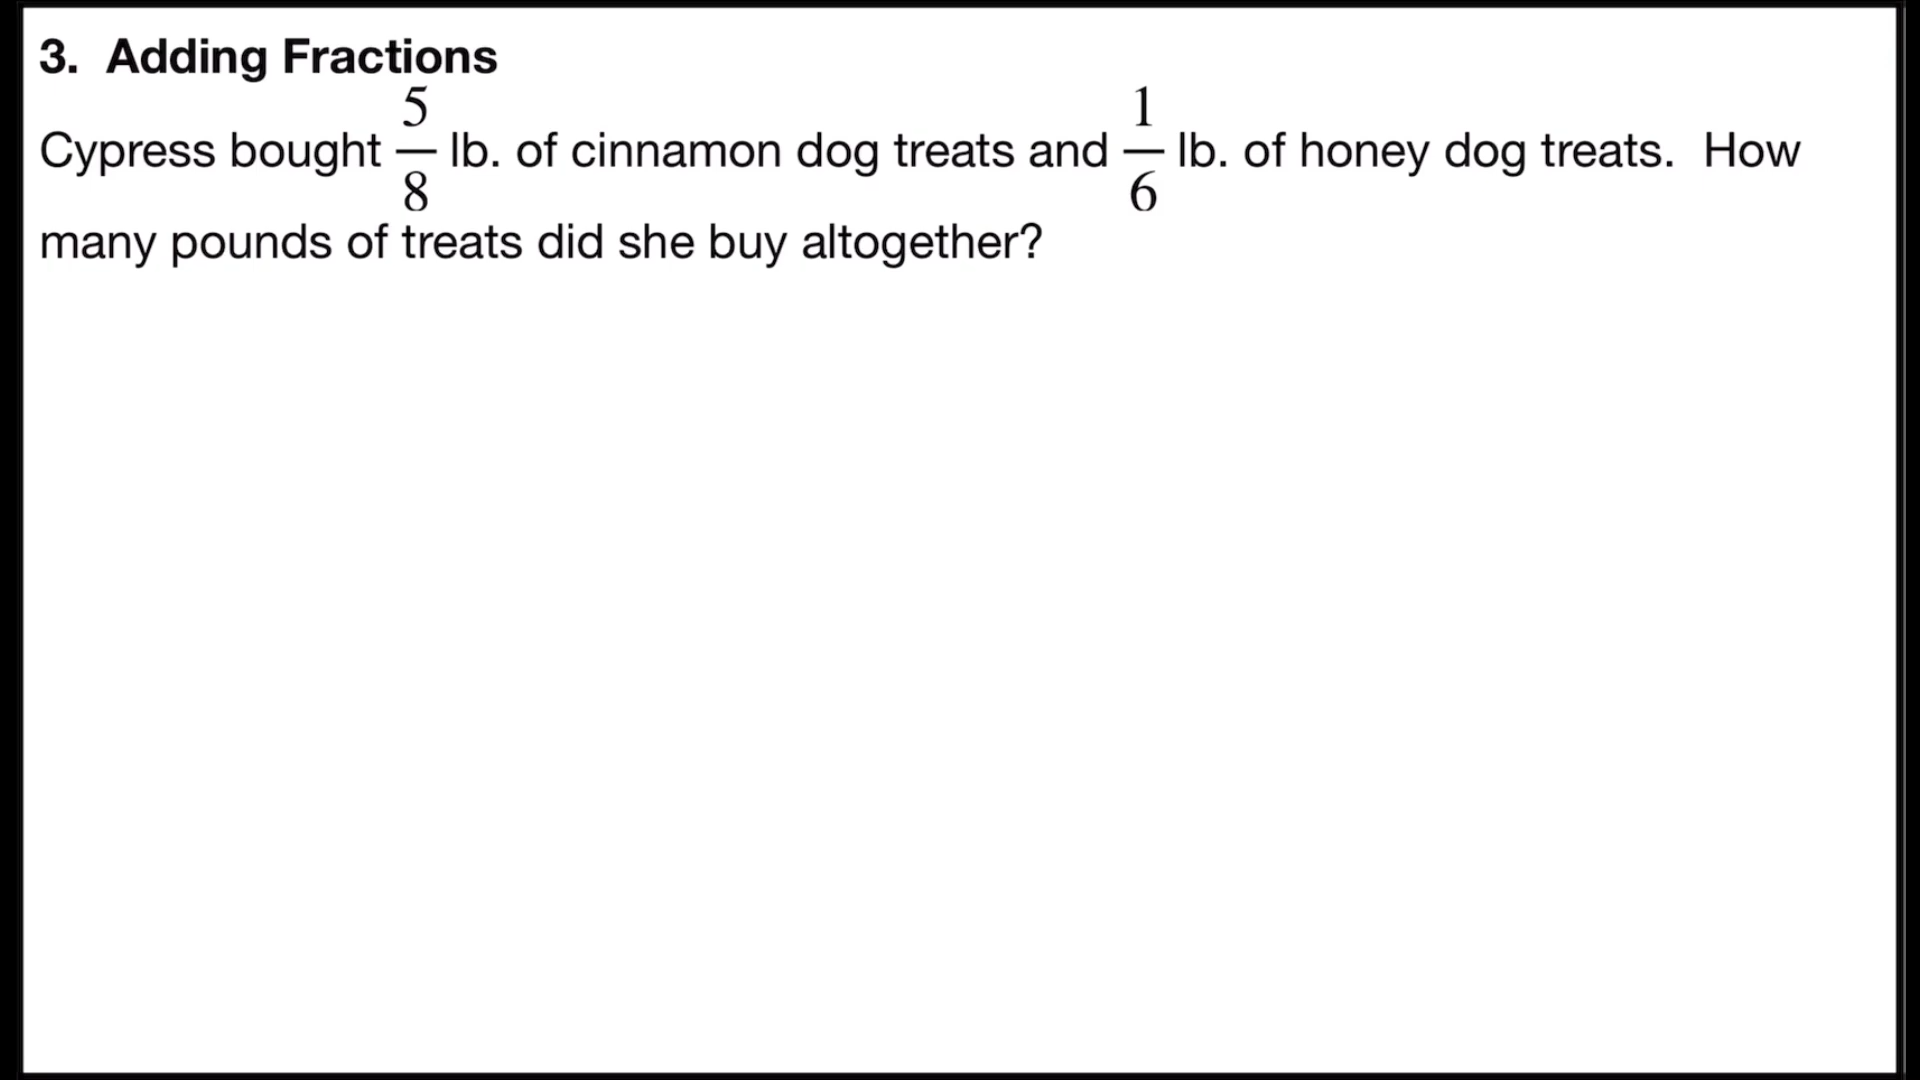 3. Adding Fractions
Cypress bought 5/8 lb. of cinnamon dog treats and 1/6 lb. of honey dog treats. How
many pounds of treats did she buy altogether?